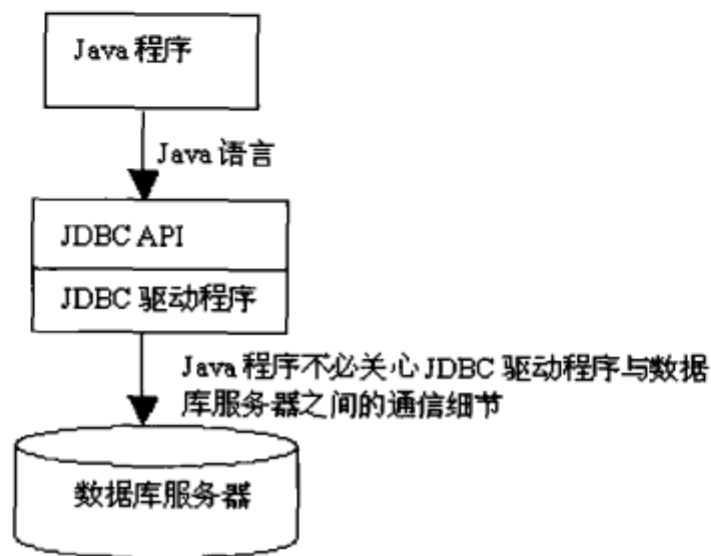 Java 程序
Java 语言
JDBC API
JDBC 驱动程序
Java 程序不必关心 JDBC 驱动程序与数据
库服务器之间的通信细节
数据库服务器